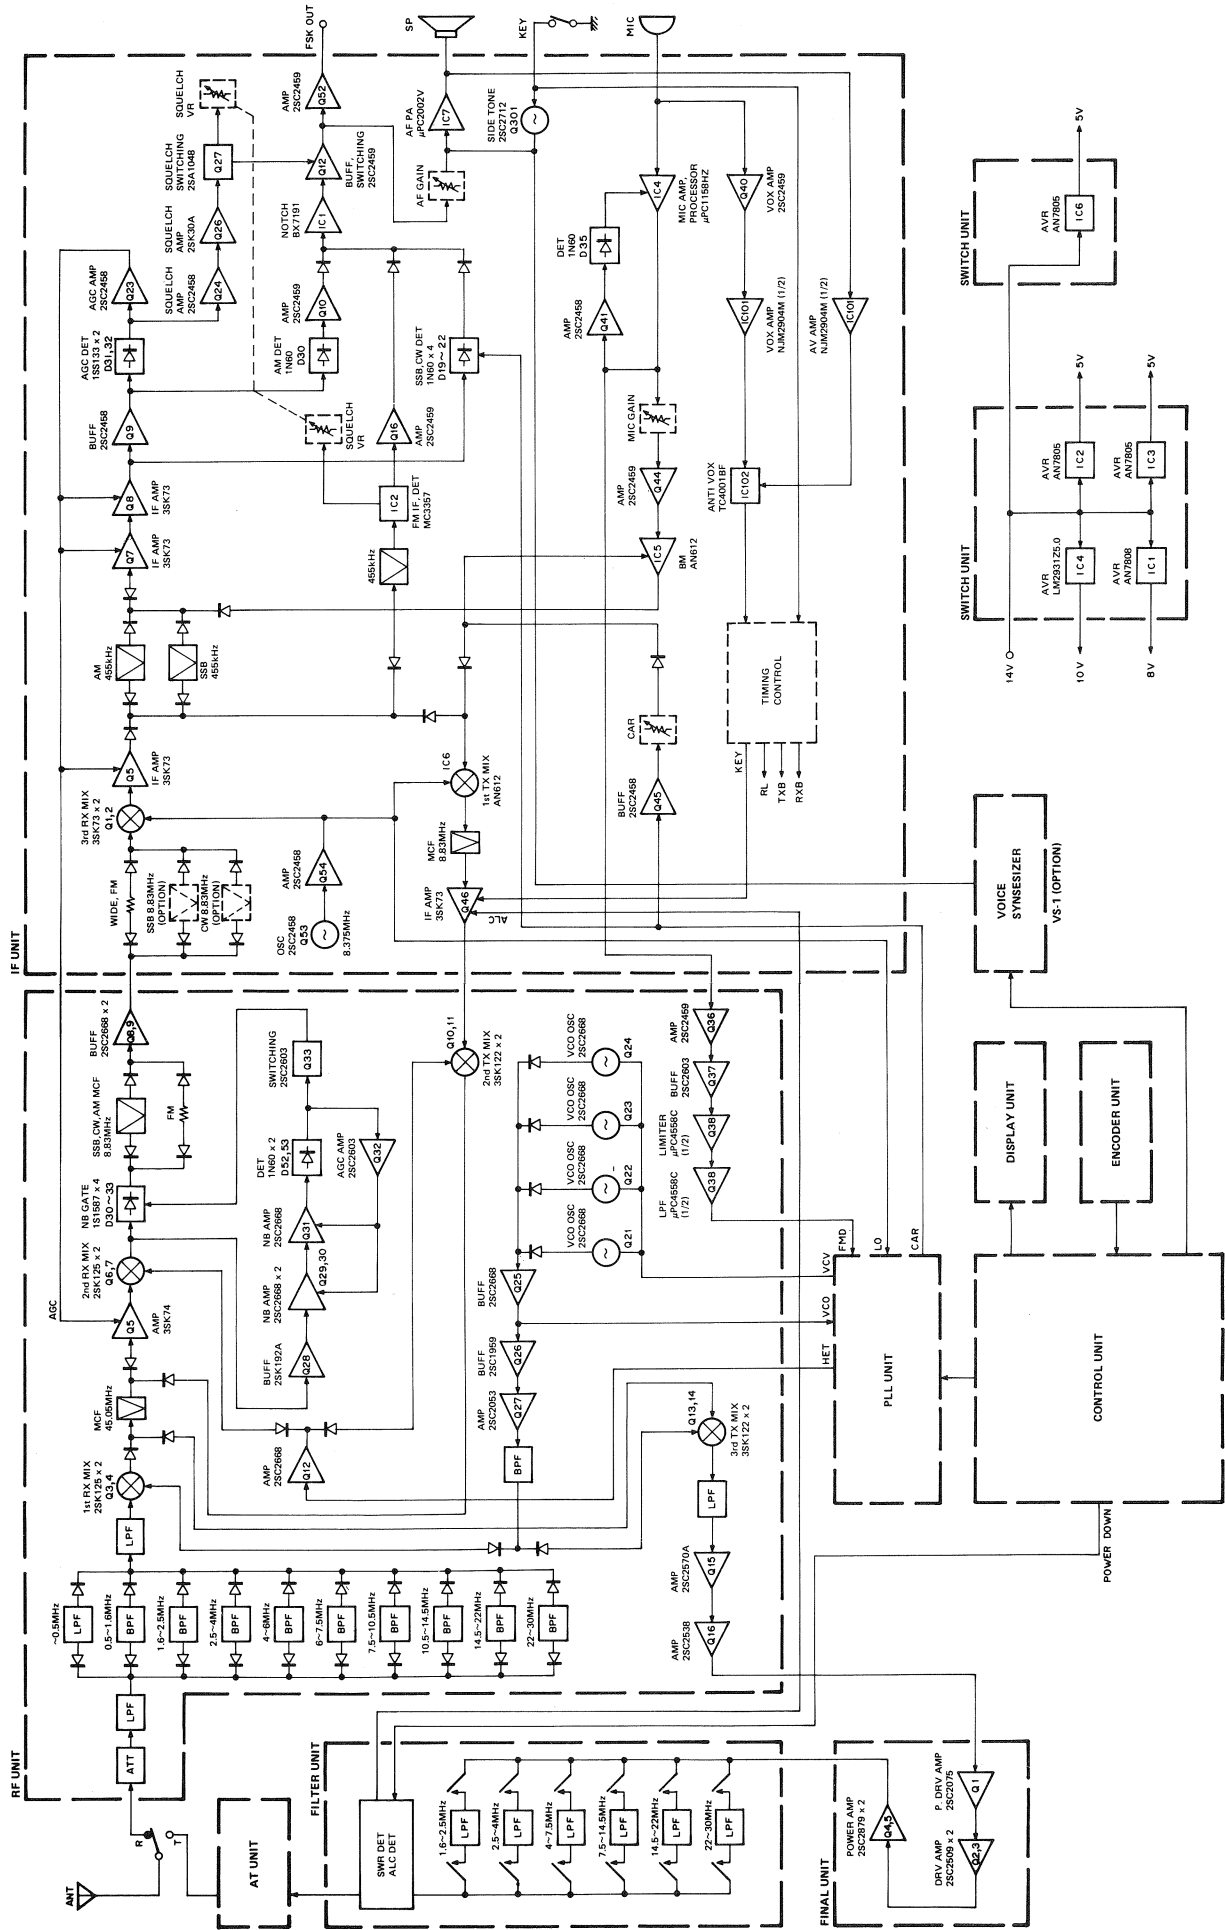 RF UNIT
ANT
R
T
ATT
LPF
~0.5MHz
LPF
0.5~1.6MHz
BPF
1.6~2.5MHz
BPF
2.5~4MHz
BPF
4~6MHz
BPF
6~7.5MHz
BPF
7.5~10.5MHz
BPF
10.5~14.5MHz
BPF
14.5~22MHz
BPF
22~30MHz
BPF
LPF
1st RX MIX
2SK125 x 2
Q3,4
MCF
45.05MHz
AGC
Q5
AMP
3SK74
2nd RX MIX
2SK125 x 2
Q6,7
NB GATE
1S1587 x 4
D30~33
SSB,CW,AM MCF
8.83MHz
FM
BUFF
2SC2668 x 2
Q8,9
BUFF
2SK192A
Q28
NB AMP
2SC2668 x 2
Q29,30
NB AMP
2SC2668
Q31
DET
1N60 x 2
D52,53
AGC AMP
2SC2603
Q32
SWITCHING
2SC2603
Q33
AMP
2SC2668
Q12
Q10,11
2nd TX MIX
3SK122 x 2
BPF
AMP
2SC2053
Q27
BUFF
2SC1959
Q26
BUFF
2SC2668
Q25
VCO OSC
2SC2668
Q21
VCO OSC
2SC2668
Q22
VCO OSC
2SC2668
Q23
VCO OSC
2SC2668
Q24
LPF
µPC4558C
(1/2)
Q38
LIMITER
µPC4558C
(1/2)
Q38
BUFF
2SC2603
Q37
AMP
2SC2459
Q36
Q13,14
3rd TX MIX
3SK122 x 2
LPF
AMP
2SC2570A
Q15
AMP
2SC2538
Q16
IF UNIT
WIDE, FM
SSB 8.83MHz
(OPTION)
CW 8.83MHz
(OPTION)
3rd RX MIX
3SK73 x 2
Q1,2
Q5
IF AMP
3SK73
AM
455kHz
SSB
455kHz
Q7
IF AMP
3SK73
Q8
IF AMP
3SK73
BUFF
2SC2458
Q9
AGC DET
1SS133 x 2
D31,32
AGC AMP
2SC2458
Q23
SQUELCH
AMP
2SC2458
Q24
SQUELCH
AMP
2SK30A
Q26
SQUELCH
SWITCHING
2SA1048
Q27
SQUELCH
VR
AM DET
1N60
D30
AMP
2SC2459
Q10
NOTCH
BX7191
IC1
Q12
BUFF,
SWITCHING
2SC2459
AMP
2SC2459
Q52
FSK OUT
OSC
2SC2458
Q53
8.375MHz
AMP
2SC2458
Q54
455kHz
IC2
FM IF, DET
MC3357
SQUELCH
VR
Q16
AMP
2SC2459
SSB,CW DET
1N60 x 4
D19~22
AF GAIN
AF PA
µPC2002V
IC7
SP
IF AMP
3SK73
Q46
ALC
MCF
8.83MHz
IC6
1st TX MIX
AN612
IC5
BM
AN612
AMP
2SC2459
Q44
MIC GAIN
AMP
2SC2458
Q41
DET
1N60
D35
IC4
MIC AMP,
PROCESSOR
µPC1158HZ
SIDE TONE
2SC2712
Q301
KEY
MIC
BUFF
2SC2458
Q45
CAR
Q40
VOX AMP
2SC2459
IC101
VOX AMP
NJM2904M (1/2)
IC101
AV AMP
NJM2904M (1/2)
ANTI VOX
TC4001BF
IC102
TIMING
CONTROL
KEY
RL
TXB
RXB
AT UNIT
FILTER UNIT
SWR DET
ALC DET
1.6~2.5MHz
LPF
2.5~4MHz
LPF
4~7.5MHz
LPF
7.5~14.5MHz
LPF
14.5~22MHz
LPF
22~30MHz
LPF
FINAL UNIT
POWER AMP
2SC2879 x 2
Q4,5
DRV AMP
2SC2509 x 2
Q2,3
P. DRV AMP
2SC2075
Q1
HET
VCO
VCV
FMD
LO
CAR
PLL UNIT
POWER DOWN
CONTROL UNIT
DISPLAY UNIT
ENCODER UNIT
VOICE
SYNSESIZER
VS-1 (OPTION)
SWITCH UNIT
14V
10V
8V
AVR
LM2931Z5.0
IC4
AVR
AN7808
IC1
AVR
AN7805
IC2
5V
AVR
AN7805
IC3
5V
SWITCH UNIT
AVR
AN7805
IC6
5V